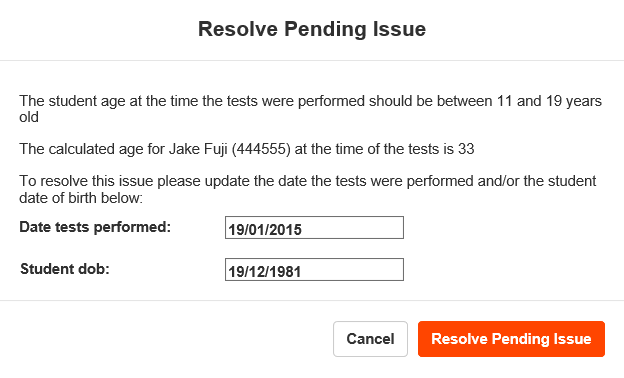 Resolve Pending Issue
The student age at the time the tests were performed should be between 11 and 19 years
old
The calculated age for Jake Fuji (444555) at the time of the tests is 33
To resolve this issue please update the date the tests were performed and/or the student
date of birth below:
Date tests performed: 19/01/2015
Student dob: 19/12/1981
Cancel Resolve Pending Issue